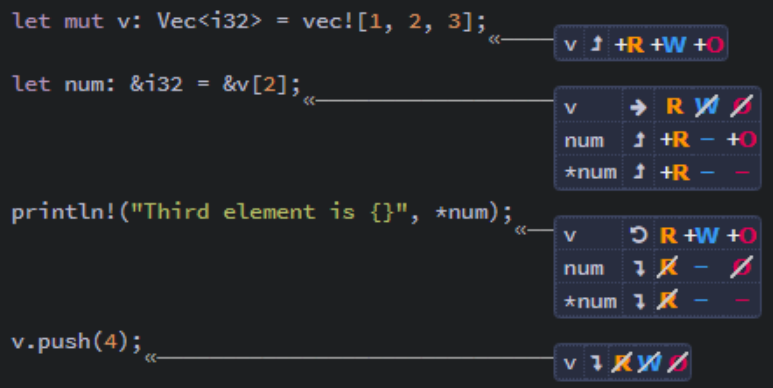 let mut v: Vec<i32> = vec![1, 2, 3];
v ↥ +R +W +O
let num: &i32 = &v[2];
v → R W O
num ↥ +R - +O
*num ↥ +R - -
println!("Third element is {}", *num);
v ↻ R +W +O
num ↴ R - O
*num ↴ R - -
v.push(4);
v ↴ R W O